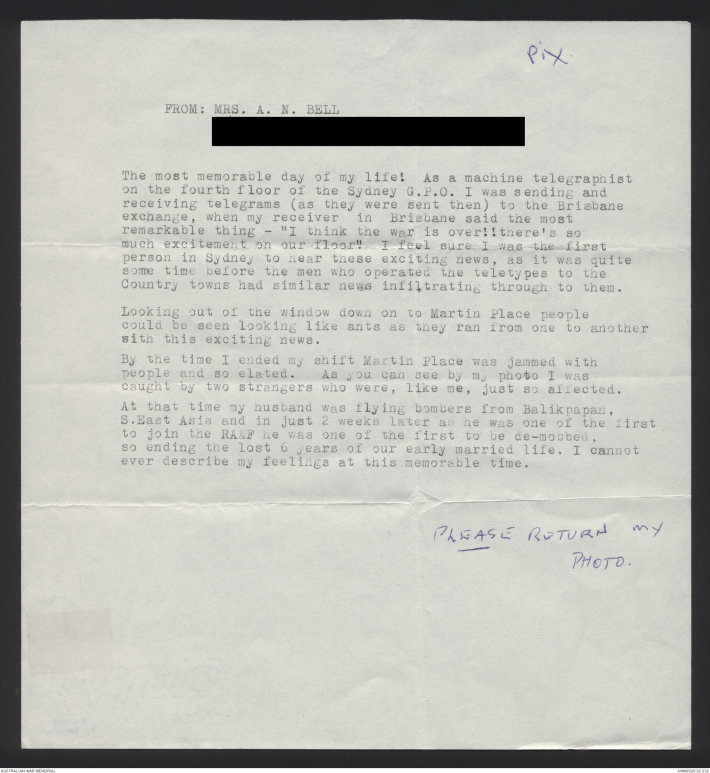 Pix.
FROM: MRS. A. N. BELL
The most memorable day of my life! As a machine telegraphist
on the fourth floor of the Sydney G.P.O. I was sending and
receiving telegrams (as they were sent then) to the Brisbane
exchange, when my receiver in Brisbane said the most
remarkable thing - "I think the war is over!!there's so
much excitement on our floor". I feel sure I was the first
person in Sydney to hear these exciting news, as it was quite
some time before the men who operated the teletypes to the
Country towns had similar news infiltrating through to them.
Looking out of the window down on to Martin Place people
could be seen looking like ants as they ran from one to another
with this exciting news.
By the time I ended my shift Martin Place was jammed with
people and so elated. As you can see by my photo I was
caught by two strangers who were, like me, just so affected.
At that time my husband was flying bombers from Balikpapan,
S.East Asia and in just 2 weeks later as he was one of the first
to join the RAAF he was one of the first to be de-mobbed,
so ending the lost 6 years of our early married life. I cannot
ever describe my feelings at this memorable time.
PLEASE RETURN MY
PHOTO.
AUSTRALIAN WAR MEMORIAL